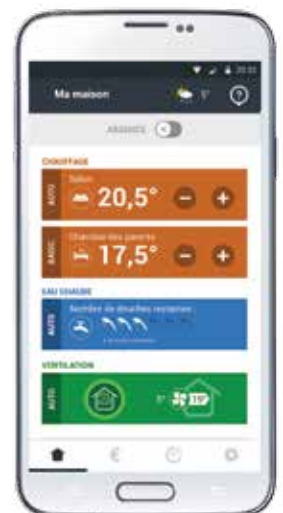 Ma maison
?
ABSENCE
CHAUFFAGE
AUTO
Salon
20,5°
-
+
BASIC
Chambre des parents
17,5°
-
+
EAU CHAUDE
AUTO
Nombre de douches restantes
VENTILATION
AUTO
19°
€